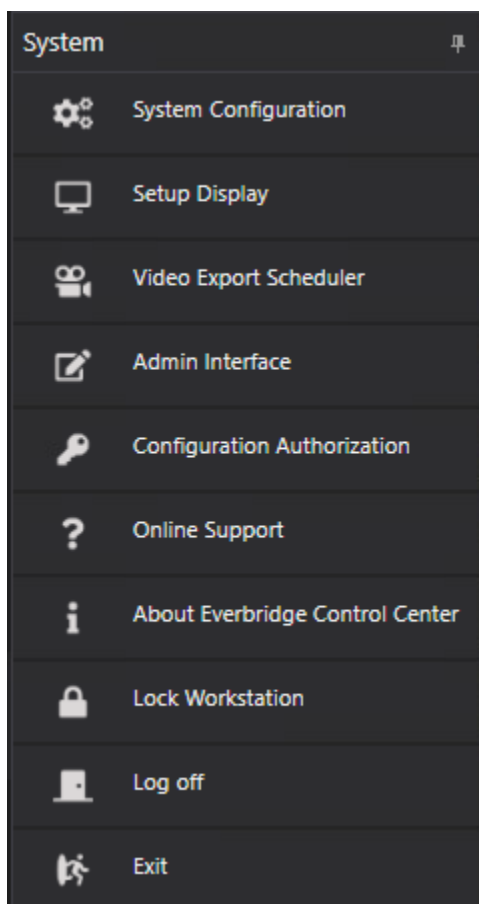 System
System Configuration
Setup Display
Video Export Scheduler
Admin Interface
Configuration Authorization
Online Support
About Everbridge Control Center
Lock Workstation
Log off
Exit